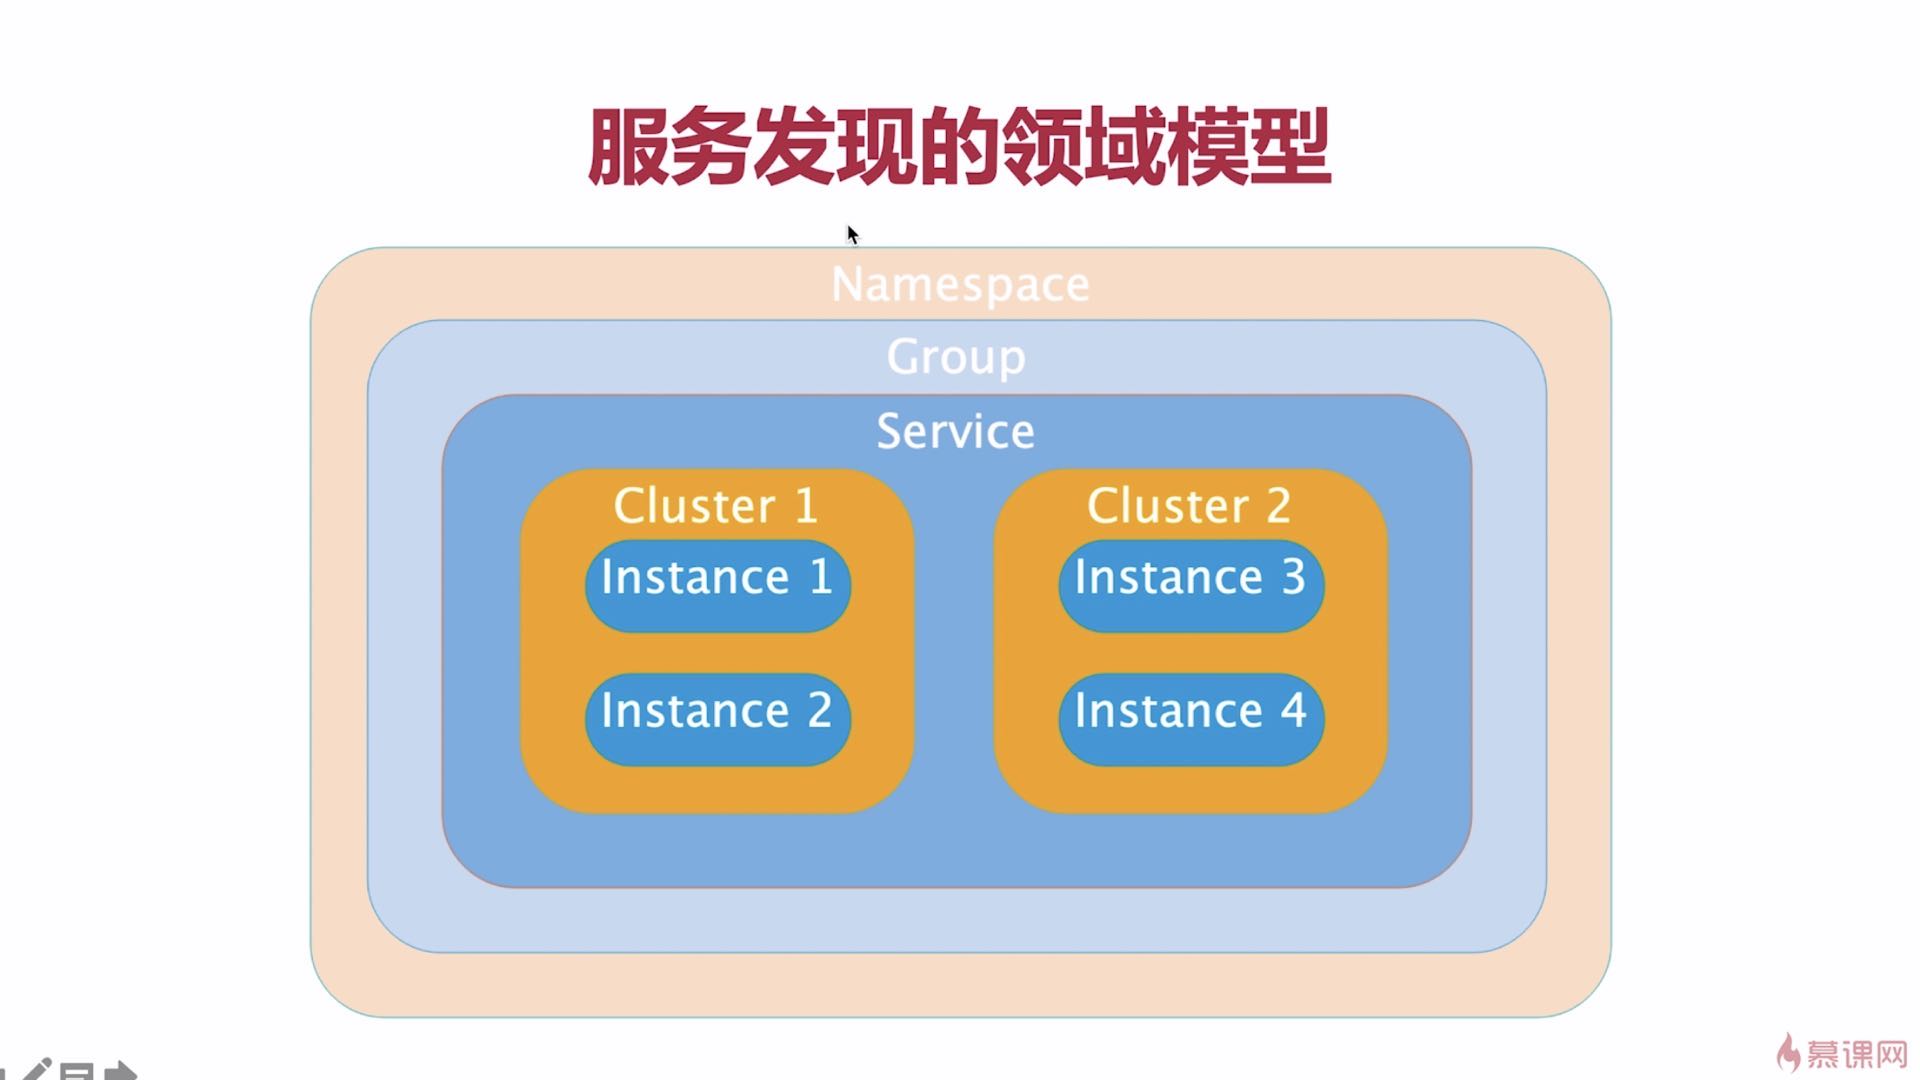 服务发现的领域模型
Namespace
Group
Service
Cluster 1
Instance 1
Instance 2
Cluster 2
Instance 3
Instance 4
慕课网